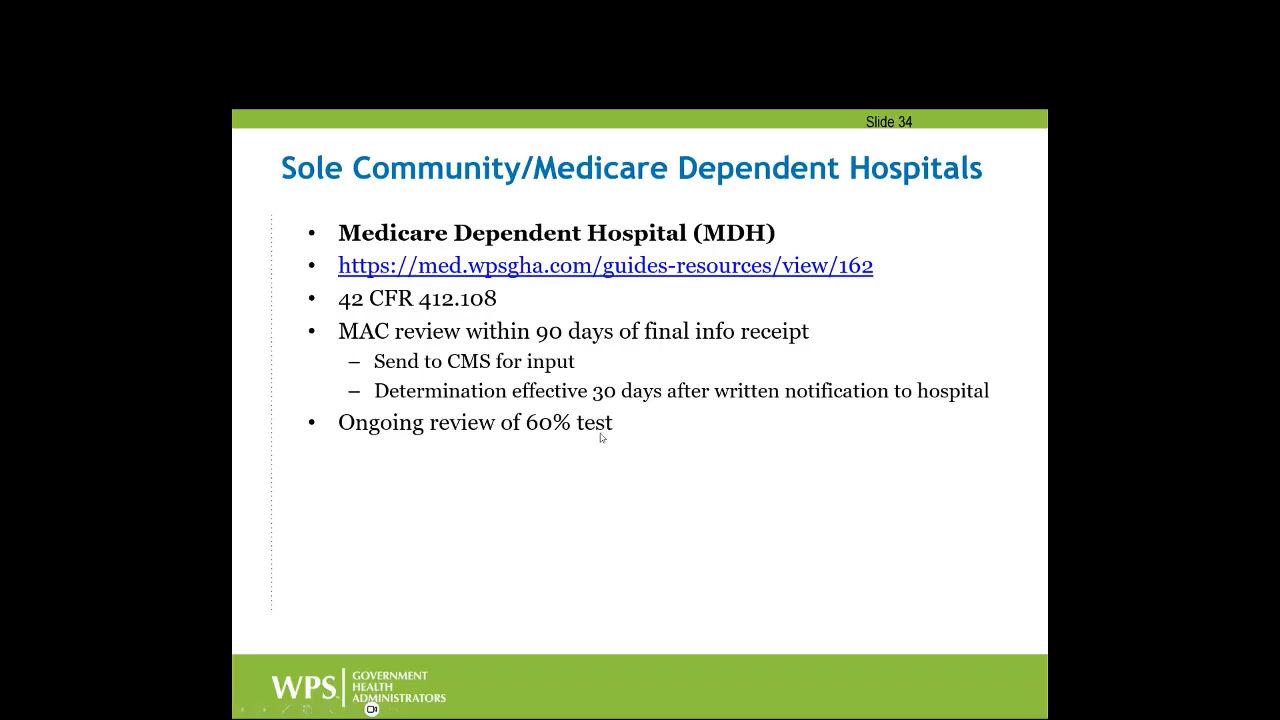 Slide 34
Sole Community/Medicare Dependent Hospitals
• Medicare Dependent Hospital (MDH)
• https://med.wpsgha.com/guides-resources/view/162
• 42 CFR 412.108
• MAC review within 90 days of final info receipt
– Send to CMS for input
– Determination effective 30 days after written notification to hospital
• Ongoing review of 60% test
WPS
GOVERNMENT
HEALTH
ADMINISTRATORS